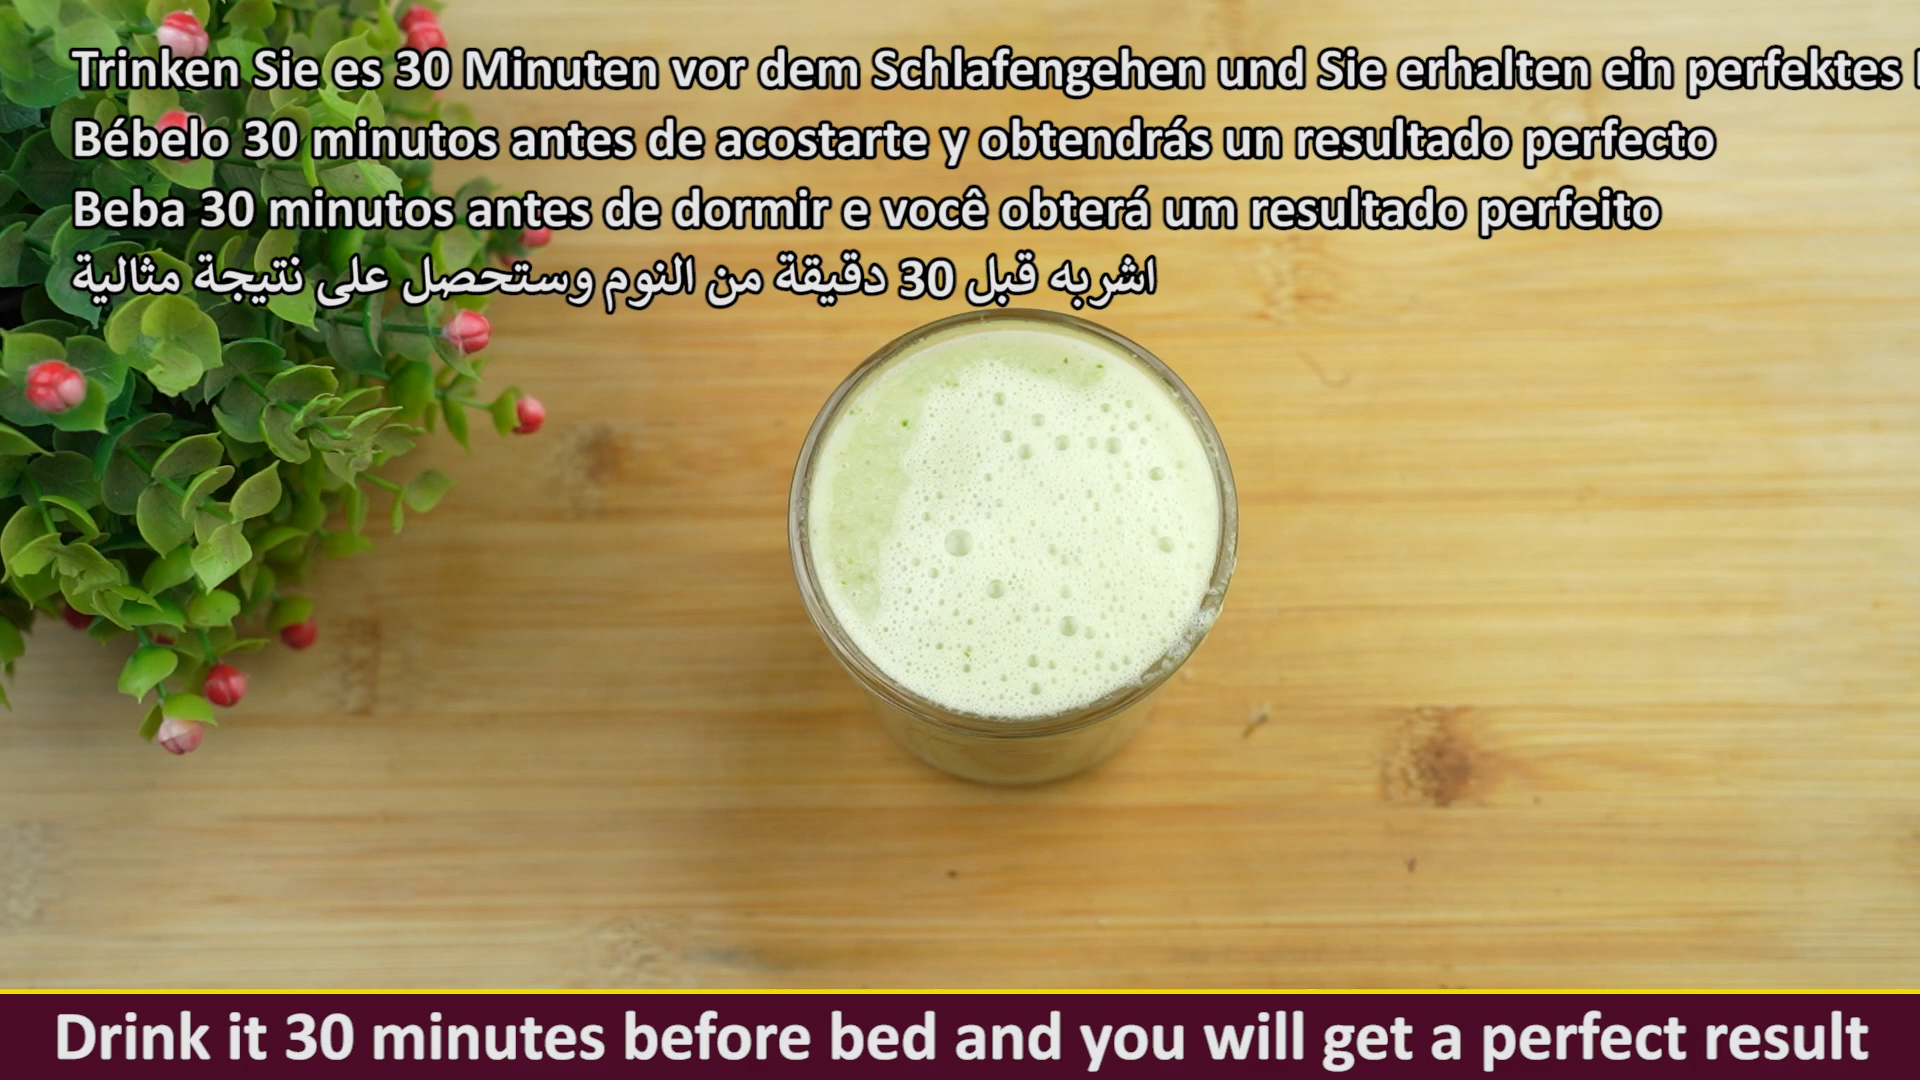 Trinken Sie es 30 Minuten vor dem Schlafengehen und Sie erhalten ein perfektes
Bébelo 30 minutos antes de acostarte y obtendrás un resultado perfecto
Beba 30 minutos antes de dormir e você obterá um resultado perfeito
اشربه قبل 30 دقيقة من النوم وستحصل على نتيجة مثالية
Drink it 30 minutes before bed and you will get a perfect result